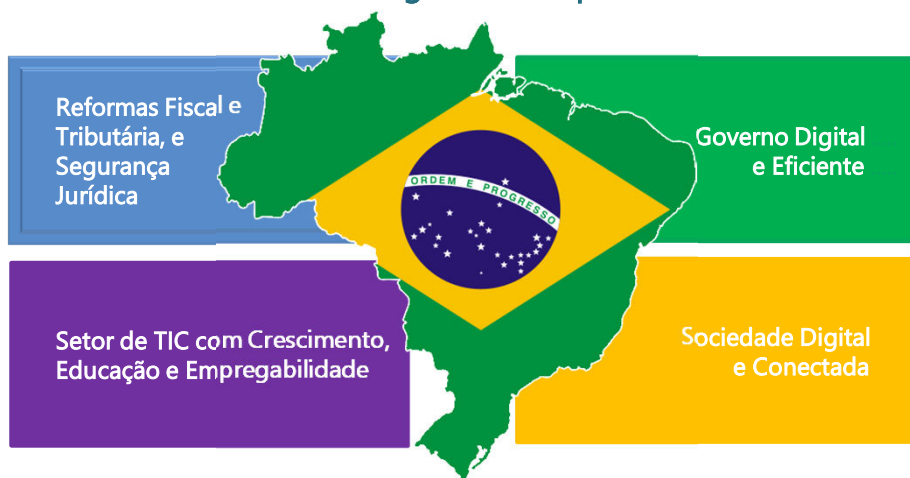 Reformas Fiscal e
Tributária, e
Segurança
Jurídica
Governo Digital
e Eficiente
ORDEM E PROGRESSO
Setor de TIC com Crescimento,
Educação e Empregabilidade
Sociedade Digital
e Conectada